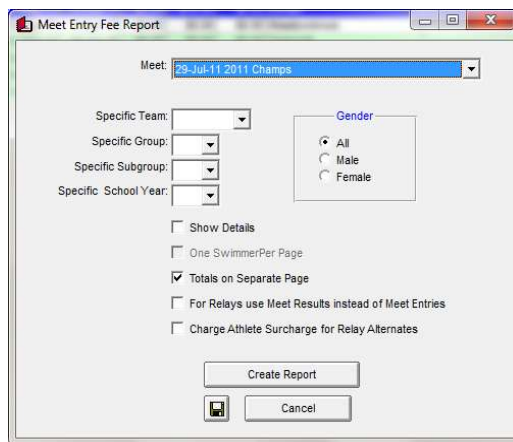 Meet Entry Fee Report
Meet: 29-Jul-11 2011 Champs
Specific Team:
Gender
Specific Group:
All
Specific Subgroup:
Male
Specific School Year:
Female
Show Details
One SwimmerPer Page
Totals on Separate Page
For Relays use Meet Results instead of Meet Entries
Charge Athlete Surcharge for Relay Alternates
Create Report
Cancel